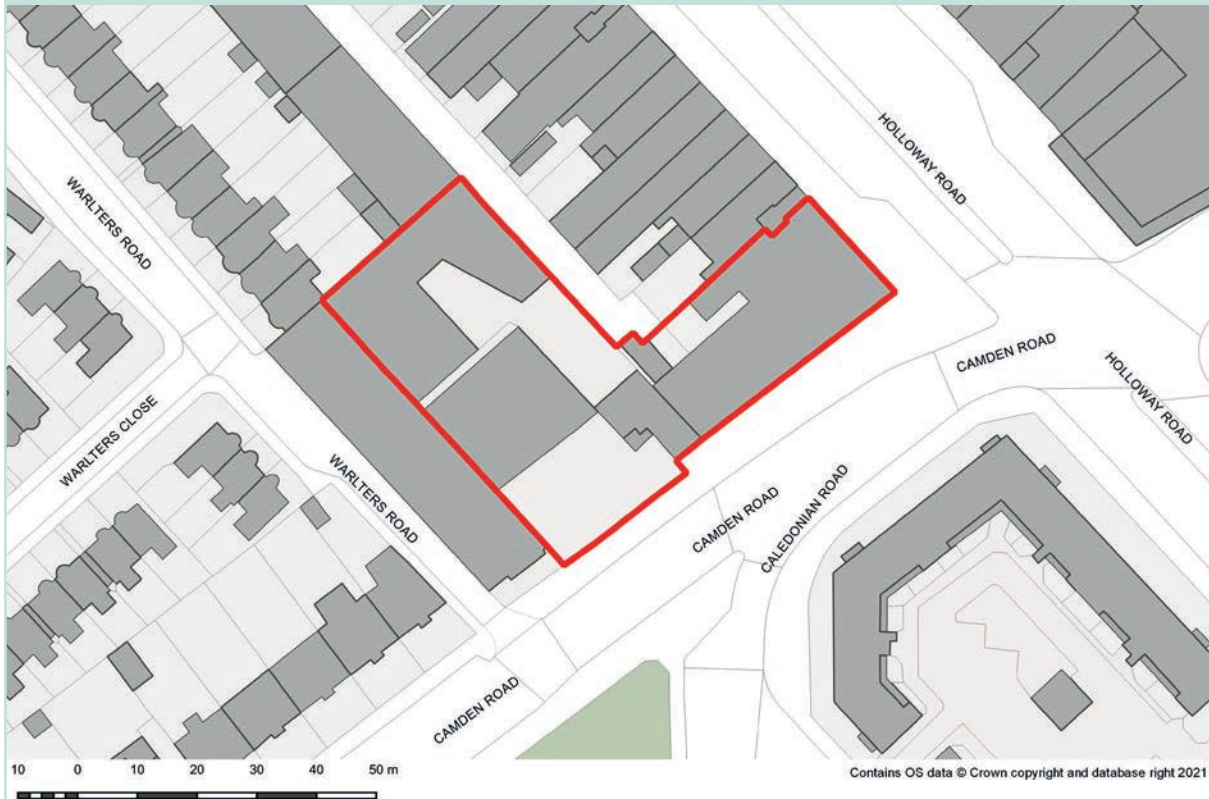 HOLLOWAY ROAD
WARLTERS ROAD
CAMDEN ROAD
HOLLOWAY ROAD
WARLTERS CLOSE
WARLTERS ROAD
CAMDEN ROAD
CALEDONIAN ROAD
CAMDEN ROAD
10 0 10 20 30 40 50 m
Contains OS data © Crown copyright and database right 2021